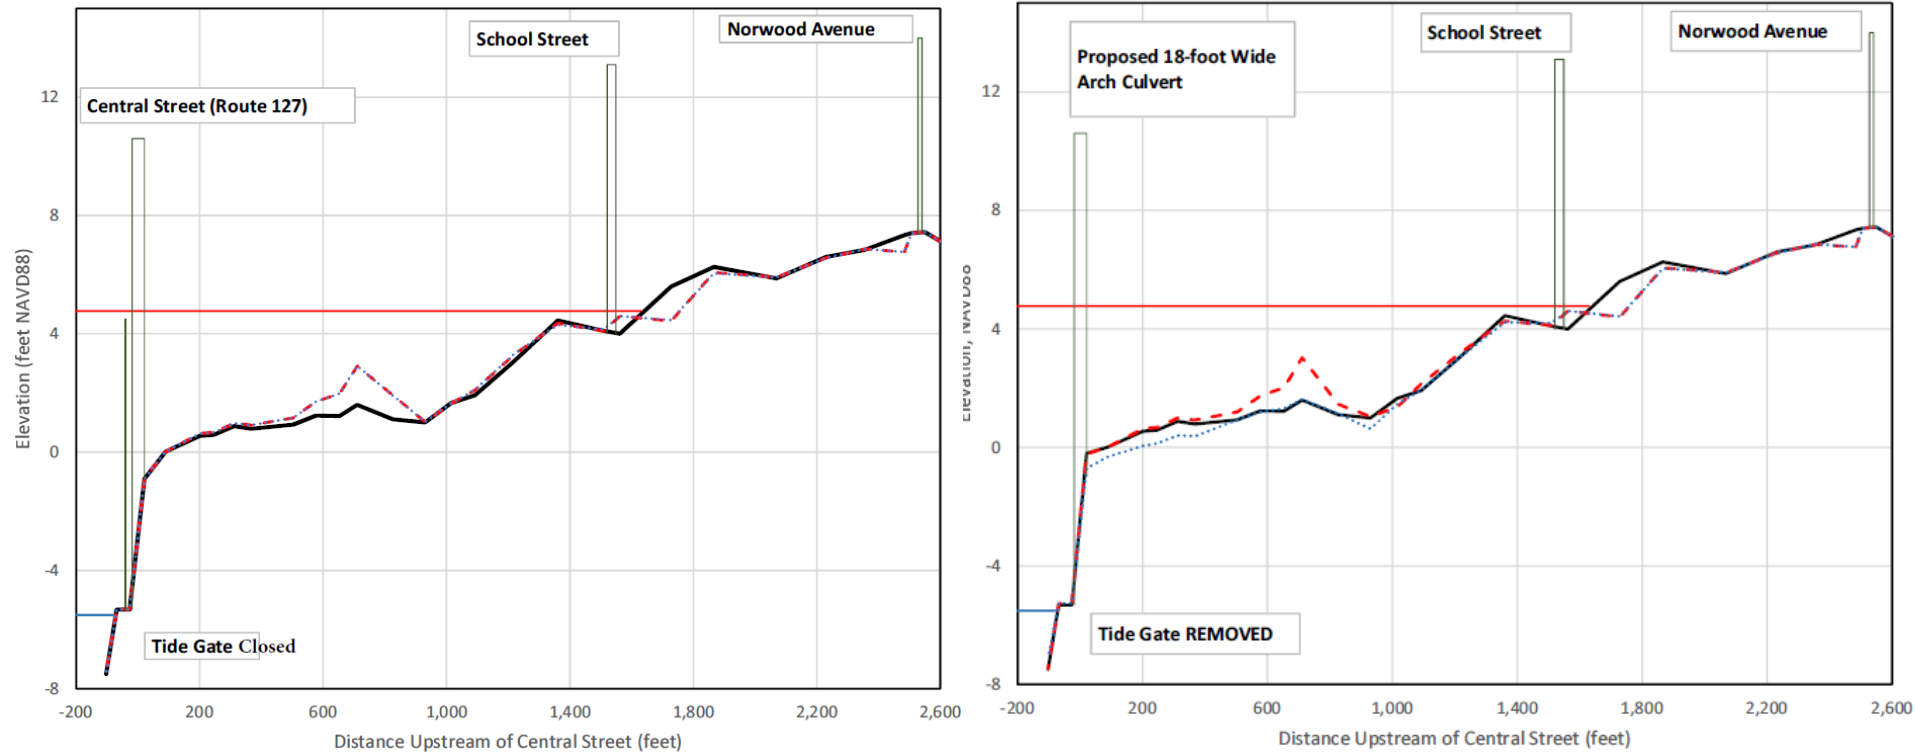 School Street
Norwood Avenue
Central Street (Route 127)
12
8
4
0
-4
-8
Elevation (feet NAVD88)
Tide Gate Closed
-200
200
600
1,000
1,400
1,800
2,200
2,600
Distance Upstream of Central Street (feet)
School Street
Norwood Avenue
Proposed 18-foot Wide
Arch Culvert
12
8
4
0
-4
-8
Elevation, NAVD88
Tide Gate REMOVED
-200
200
600
1,000
1,400
1,800
2,200
2,600
Distance Upstream of Central Street (feet)